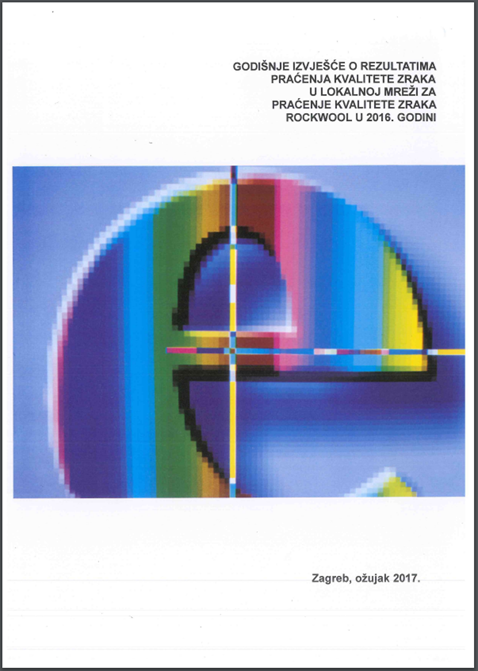 GODIŠNJE IZVJEŠĆE O REZULTATIMA
PRAĆENJA KVALITETE ZRAKA
U LOKALNOJ MREŽI ZA
PRAĆENJE KVALITETE ZRAKA
ROCKWOOL U 2016. GODINI
Zagreb, ožujak 2017.